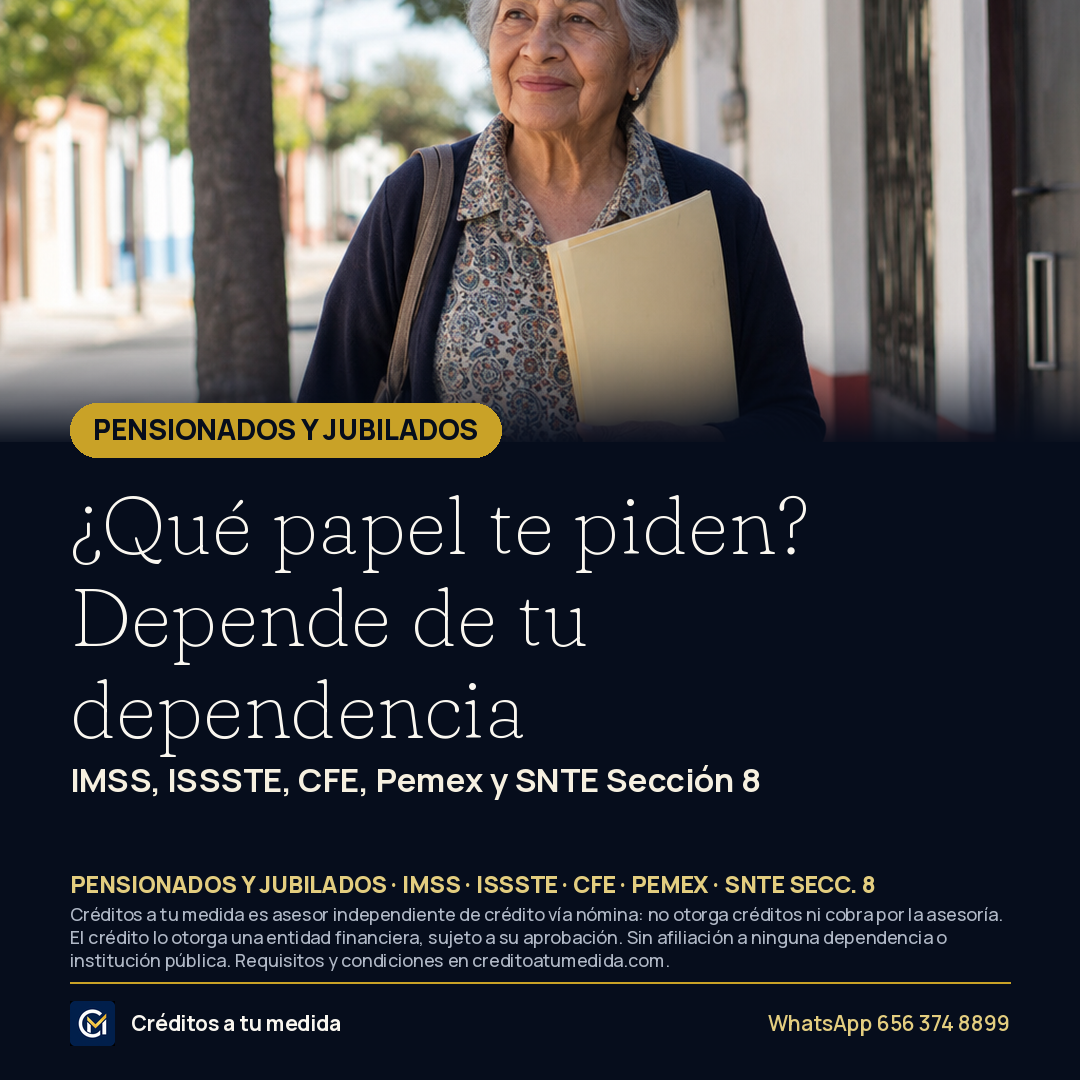 PENSIONADOS Y JUBILADOS
¿Qué papel te piden?
Depende de tu
dependencia
IMSS, ISSSTE, CFE, Pemex y SNTE Sección 8
PENSIONADOS Y JUBILADOS · IMSS · ISSSTE · CFE · PEMEX · SNTE SECC. 8
Créditos a tu medida es asesor independiente de crédito vía nómina: no otorga créditos ni cobra por la asesoría.
El crédito lo otorga una entidad financiera, sujeto a su aprobación. Sin afiliación a ninguna dependencia o
institución pública. Requisitos y condiciones en creditoatumedida.com.
Créditos a tu medida
WhatsApp 656 374 8899